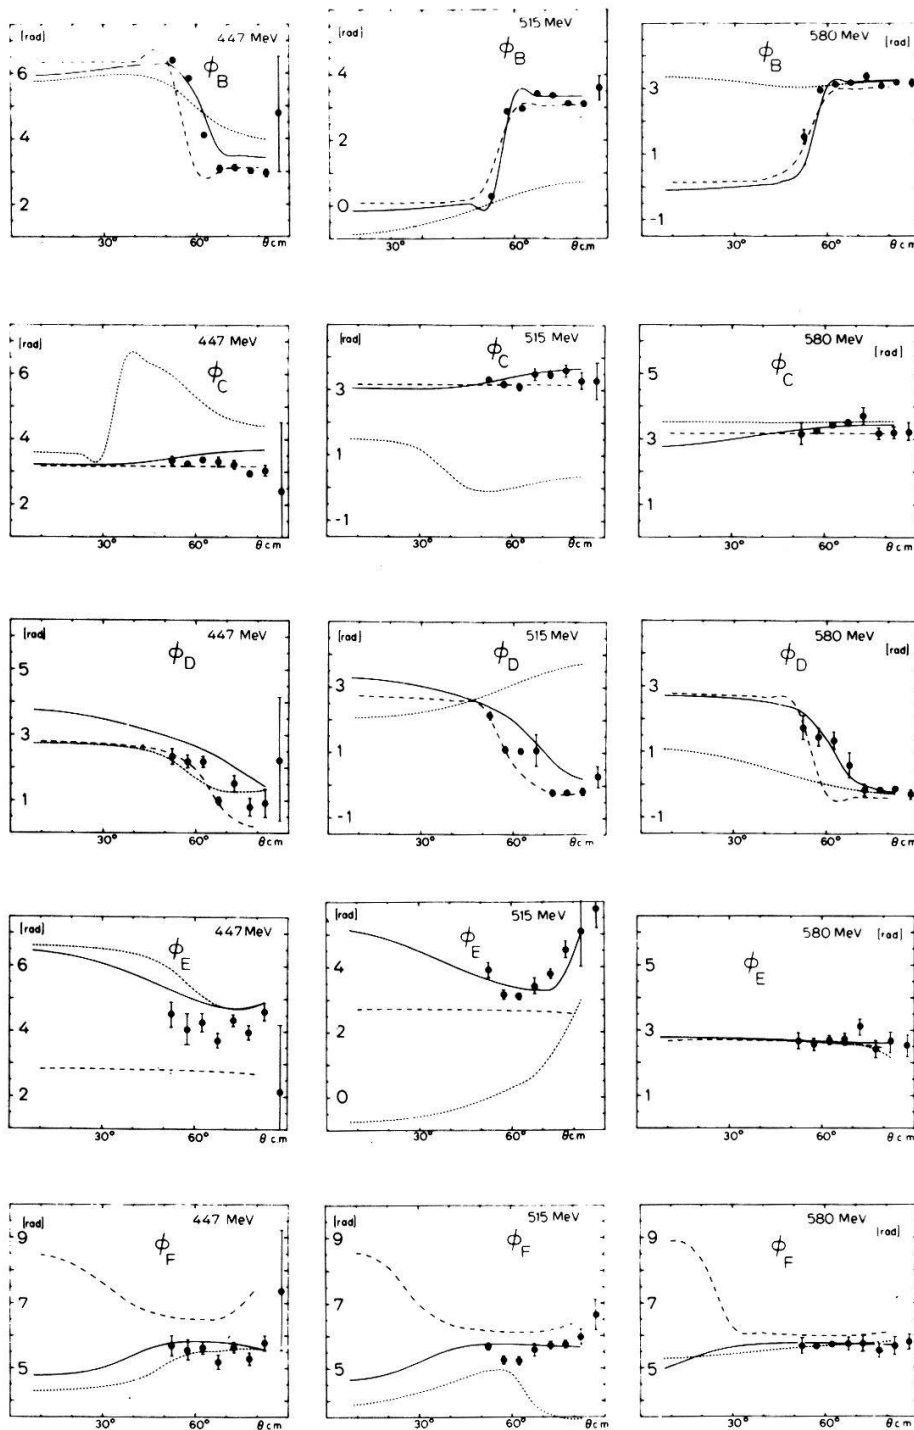 [rad] 447 MeV
ϕB
6
4
2
30° 60° θcm
515 MeV
ϕB
4
2
0
30° 60° θcm
580 MeV [rad]
ϕB
3
1
-1
30° 60° θcm
[rad] 447 MeV
ϕC
6
4
2
30° 60° θcm
515 MeV
ϕC
3
1
-1
30° 60° θcm
580 MeV
[rad]
ϕC
5
3
1
30° 60° θcm
[rad] 447 MeV
ϕD
5
3
1
30° 60° θcm
[rad] 515 MeV
ϕD
3
1
-1
30° 60° θcm
580 MeV
[rad]
ϕD
3
1
-1
30° 60° θcm
[rad] 447 MeV
ϕE
6
4
2
30° 60° θcm
[rad] 515 MeV
ϕE
4
2
0
30° 60° θcm
580 MeV [rad]
ϕE
5
3
1
30° 60° θcm
[rad] 447 MeV
ϕF
9
7
5
30° 60° θcm
[rad] 515 MeV
ϕF
9
7
5
30° 60° θcm
580 MeV
[rad]
ϕF
9
7
5
30° 60° θcm